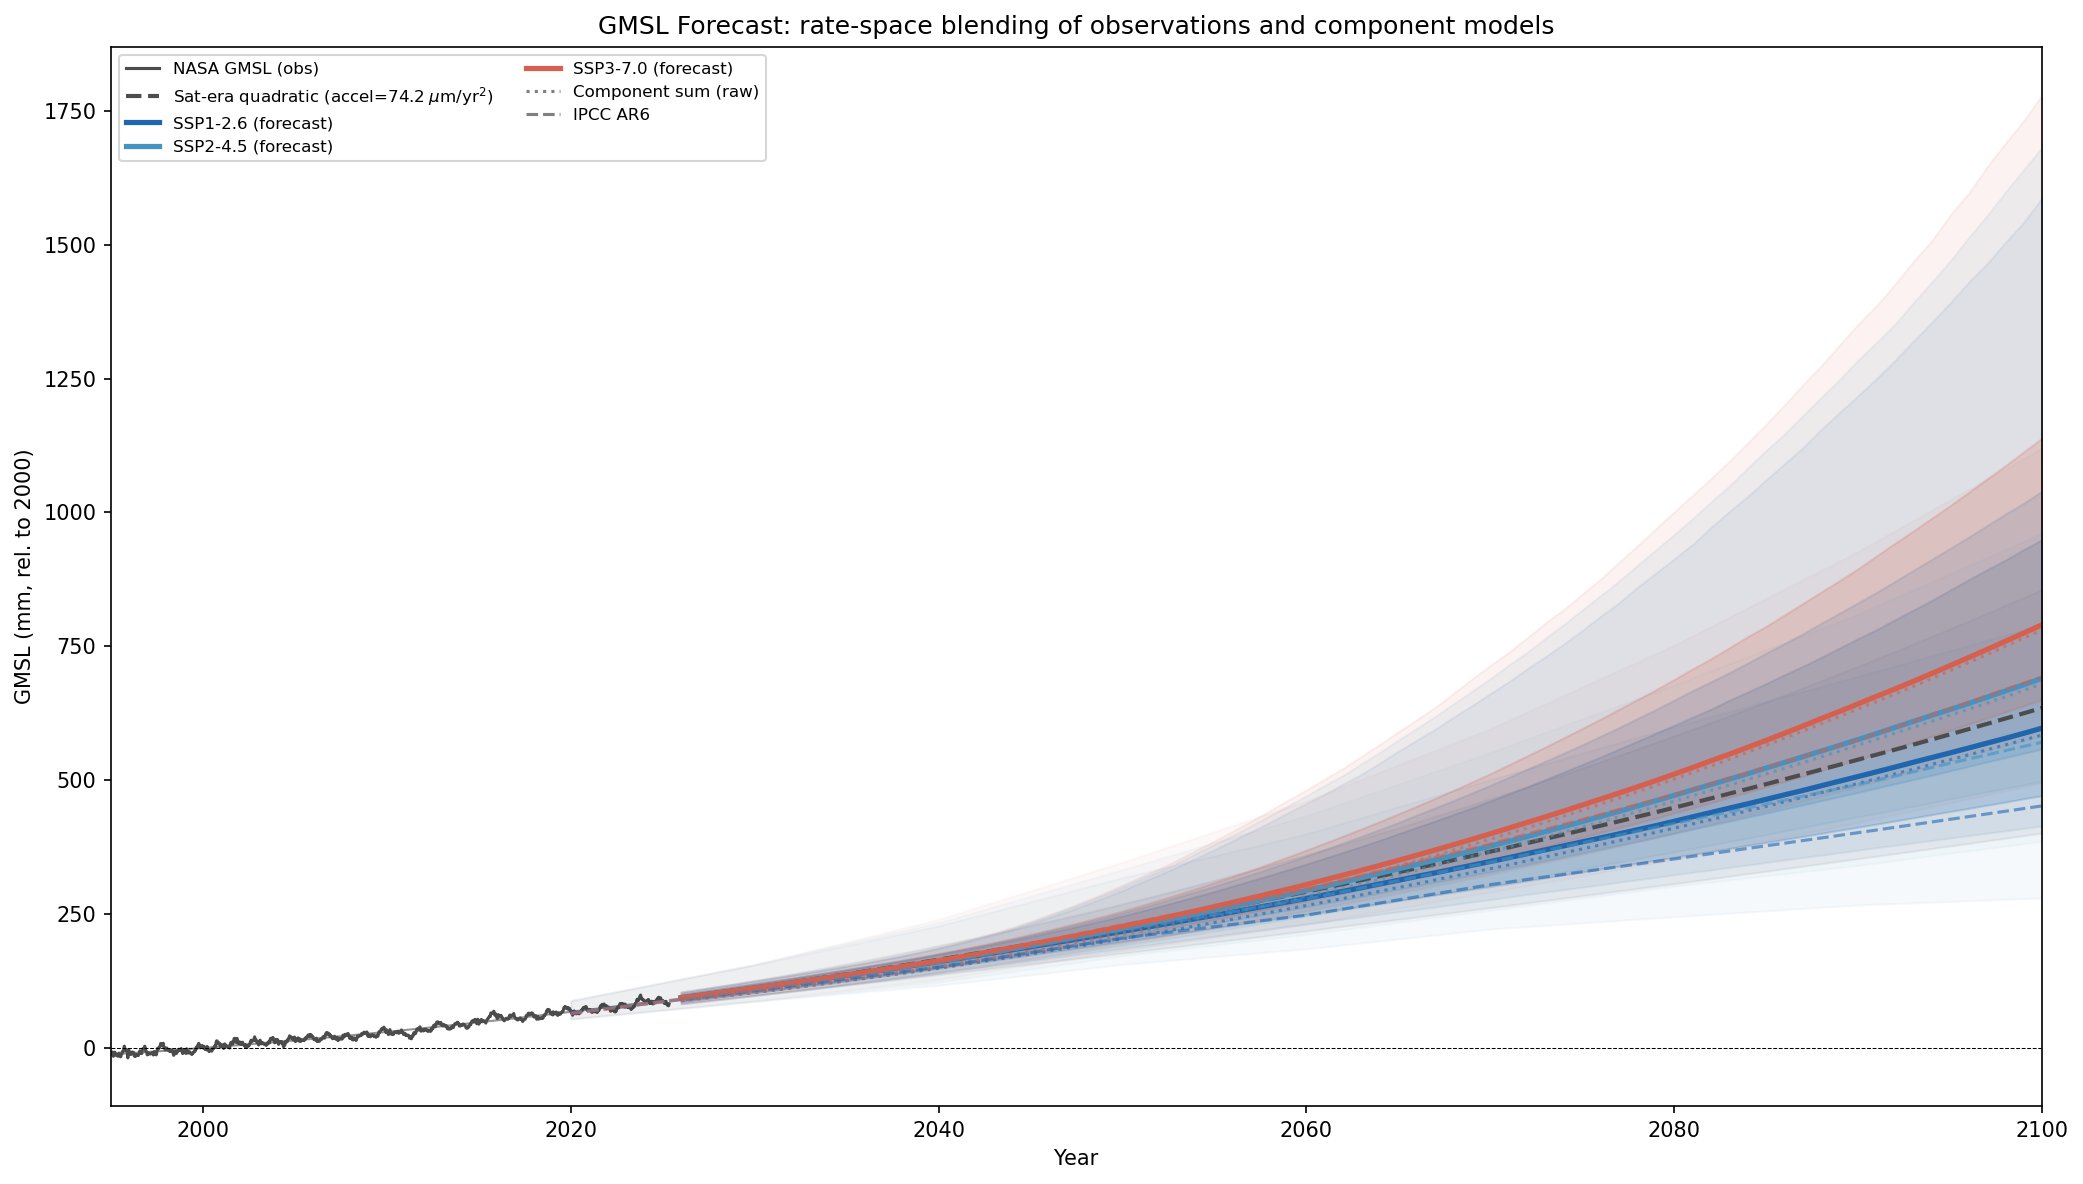 GMSL Forecast: rate-space blending of observations and component models
NASA GMSL (obs)
Sat-era quadratic (accel=74.2 μm/yr²)
SSP1-2.6 (forecast)
SSP2-4.5 (forecast)
SSP3-7.0 (forecast)
Component sum (raw)
IPCC AR6
GMSL (mm, rel. to 2000)
1750
1500
1250
1000
750
500
250
0
2000
2020
2040
2060
2080
2100
Year